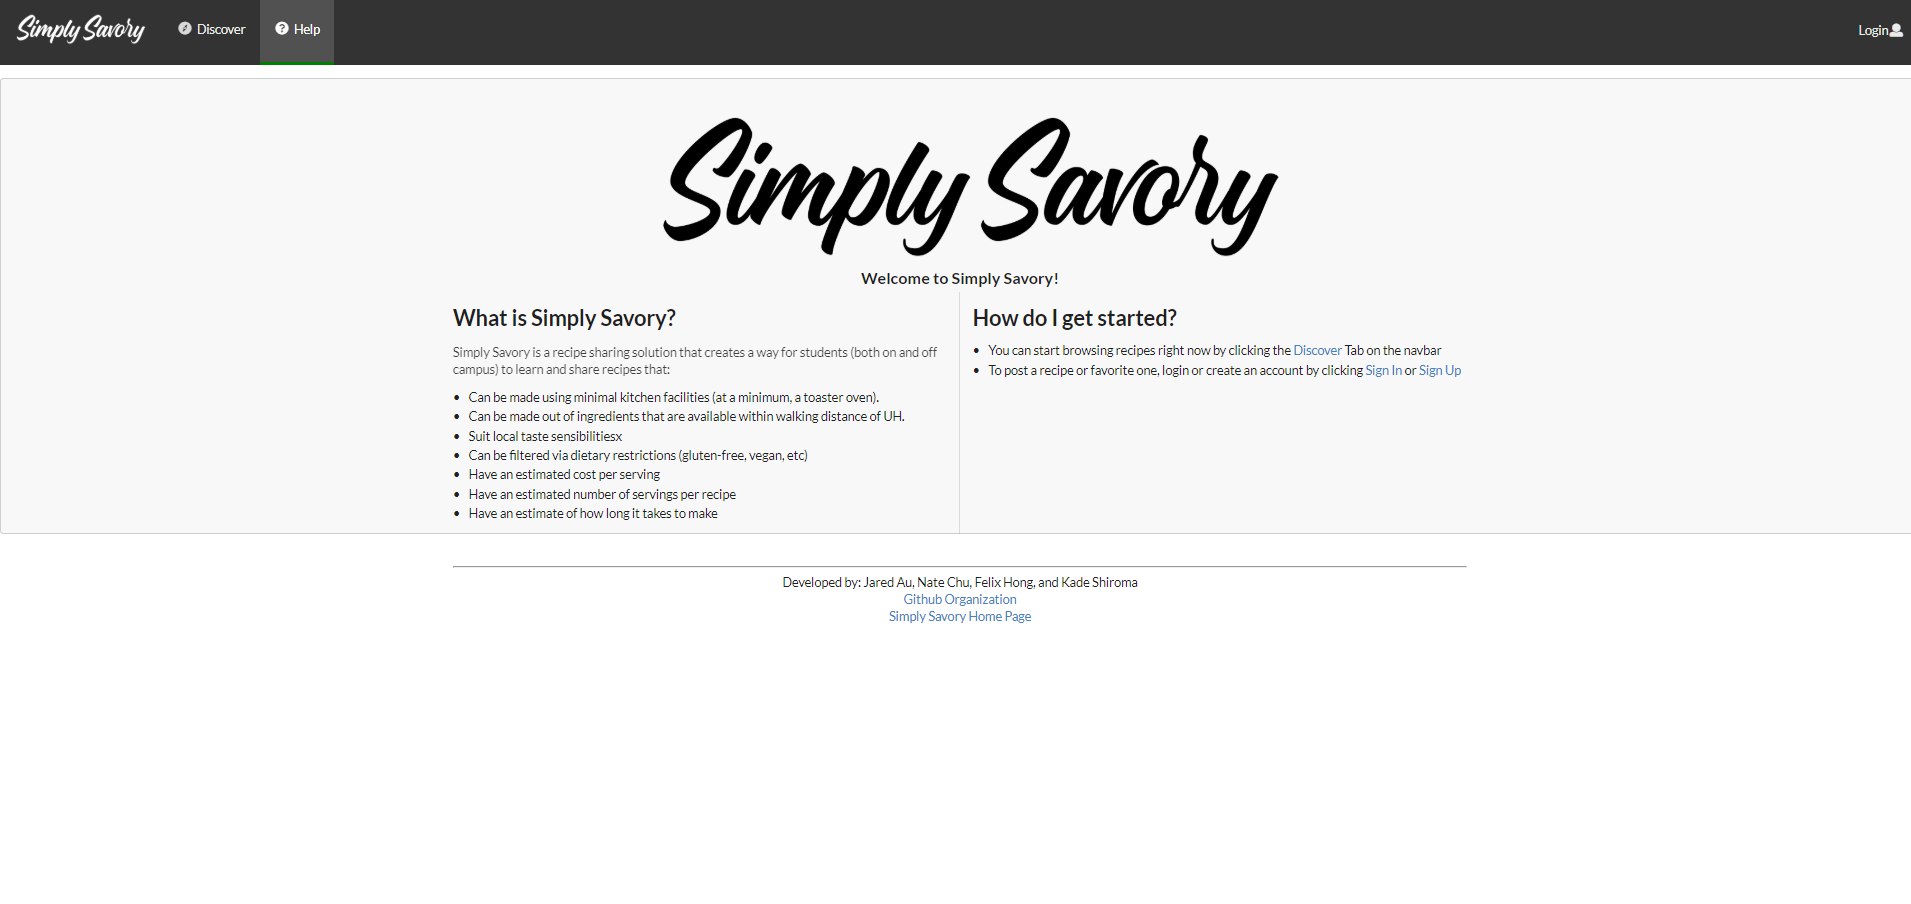 Simply Savory
Discover
Help
Login
Simply Savory
Welcome to Simply Savory!
What is Simply Savory?
Simply Savory is a recipe sharing solution that creates a way for students (both on and off
campus) to learn and share recipes that:
Can be made using minimal kitchen facilities (at a minimum, a toaster oven).
Can be made out of ingredients that are available within walking distance of UH.
Suit local taste sensibilitiesx
Can be filtered via dietary restrictions (gluten-free, vegan, etc)
Have an estimated cost per serving
Have an estimated number of servings per recipe
Have an estimate of how long it takes to make
How do I get started?
You can start browsing recipes right now by clicking the Discover Tab on the navbar
To post a recipe or favorite one, login or create an account by clicking Sign In or Sign Up
Developed by: Jared Au, Nate Chu, Felix Hong, and Kade Shiroma
Github Organization
Simply Savory Home Page